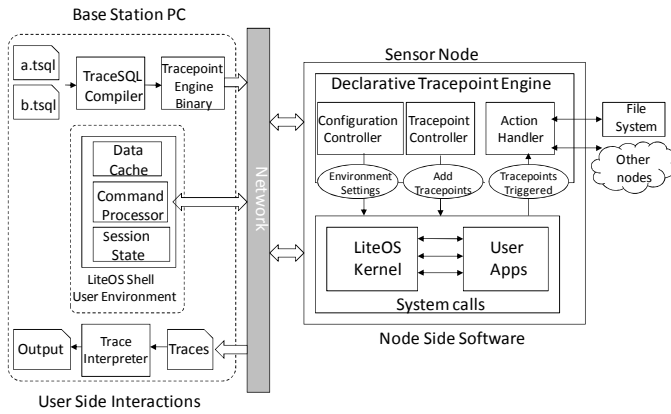 Base Station PC
a.tsql
b.tsql
TraceSQL
Compiler
Tracepoint
Engine
Binary
Data
Cache
Command
Processor
Session
State
LiteOS Shell
User Environment
Output
Trace
Interpreter
Traces
User Side Interactions
Network
Sensor Node
Declarative Tracepoint Engine
Configuration
Controller
Tracepoint
Controller
Action
Handler
File
System
Other
nodes
Environment
Settings
Add
Tracepoints
Tracepoints
Triggered
LiteOS
Kernel
User
Apps
System calls
Node Side Software